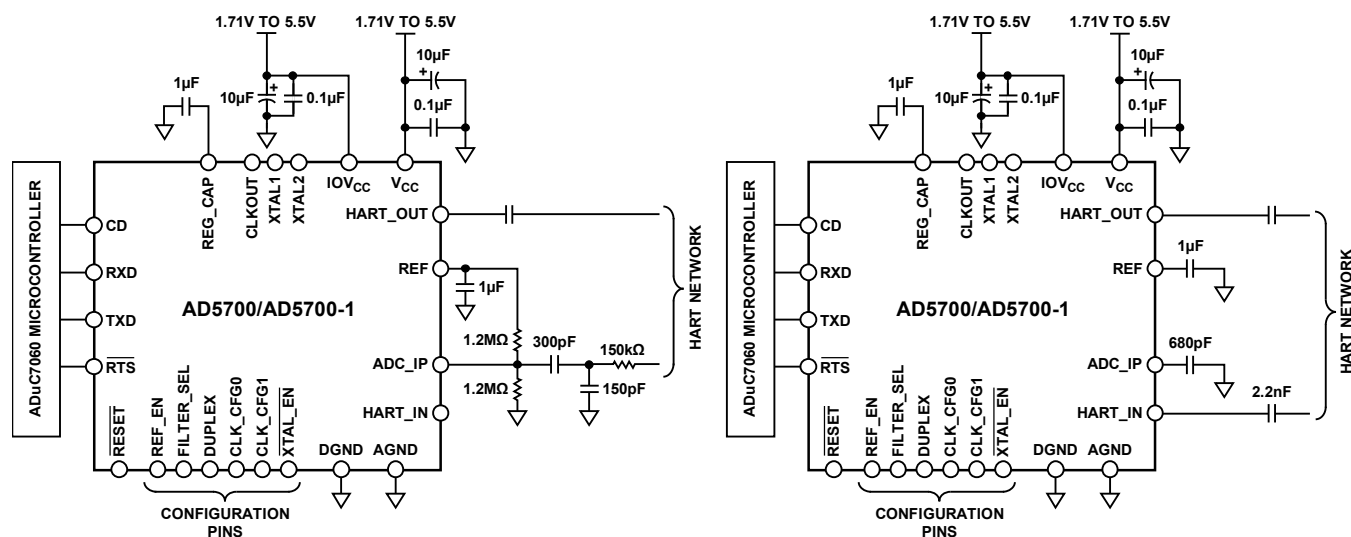 1.71V TO 5.5V
1.71V TO 5.5V
1µF
10µF
+
0.1µF
10µF
+
0.1µF
ADuC7060 MICROCONTROLLER
REG_CAP
CLKOUT
XTAL1
XTAL2
IOVCC
VCC
CD
RXD
TXD
RTS
AD5700/AD5700-1
HART_OUT
REF
1µF
1.2MΩ
300pF
150kΩ
ADC_IP
1.2MΩ
150pF
HART_IN
HART NETWORK
RESET
REF_EN
FILTER_SEL
DUPLEX
CLK_CFG0
CLK_CFG1
XTAL_EN
DGND
AGND
CONFIGURATION
PINS
1.71V TO 5.5V
1.71V TO 5.5V
1µF
10µF
+
0.1µF
10µF
+
0.1µF
ADuC7060 MICROCONTROLLER
REG_CAP
CLKOUT
XTAL1
XTAL2
IOVCC
VCC
CD
RXD
TXD
RTS
AD5700/AD5700-1
HART_OUT
REF
1µF
ADC_IP
680pF
HART_IN
2.2nF
HART NETWORK
RESET
REF_EN
FILTER_SEL
DUPLEX
CLK_CFG0
CLK_CFG1
XTAL_EN
DGND
AGND
CONFIGURATION
PINS